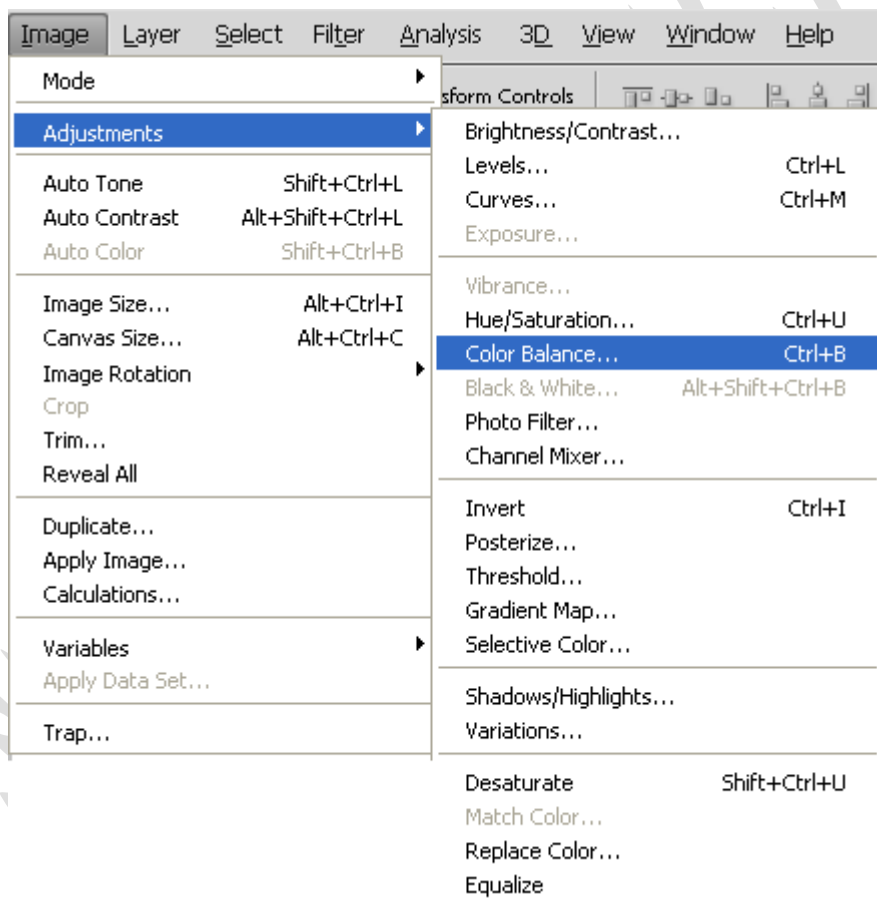 Image Layer Select Filter Analysis 3D View Window Help
sform Controls
Mode
Adjustments
Auto Tone Shift+Ctrl+L
Auto Contrast Alt+Shift+Ctrl+L
Auto Color Shift+Ctrl+B
Image Size... Alt+Ctrl+I
Canvas Size... Alt+Ctrl+C
Image Rotation
Crop
Trim...
Reveal All
Duplicate...
Apply Image...
Calculations...
Variables
Apply Data Set...
Trap...
Brightness/Contrast...
Levels... Ctrl+L
Curves... Ctrl+M
Exposure...
Vibrance...
Hue/Saturation... Ctrl+U
Color Balance... Ctrl+B
Black & White... Alt+Shift+Ctrl+B
Photo Filter...
Channel Mixer...
Invert Ctrl+I
Posterize...
Threshold...
Gradient Map...
Selective Color...
Shadows/Highlights...
Variations...
Desaturate Shift+Ctrl+U
Match Color...
Replace Color...
Equalize